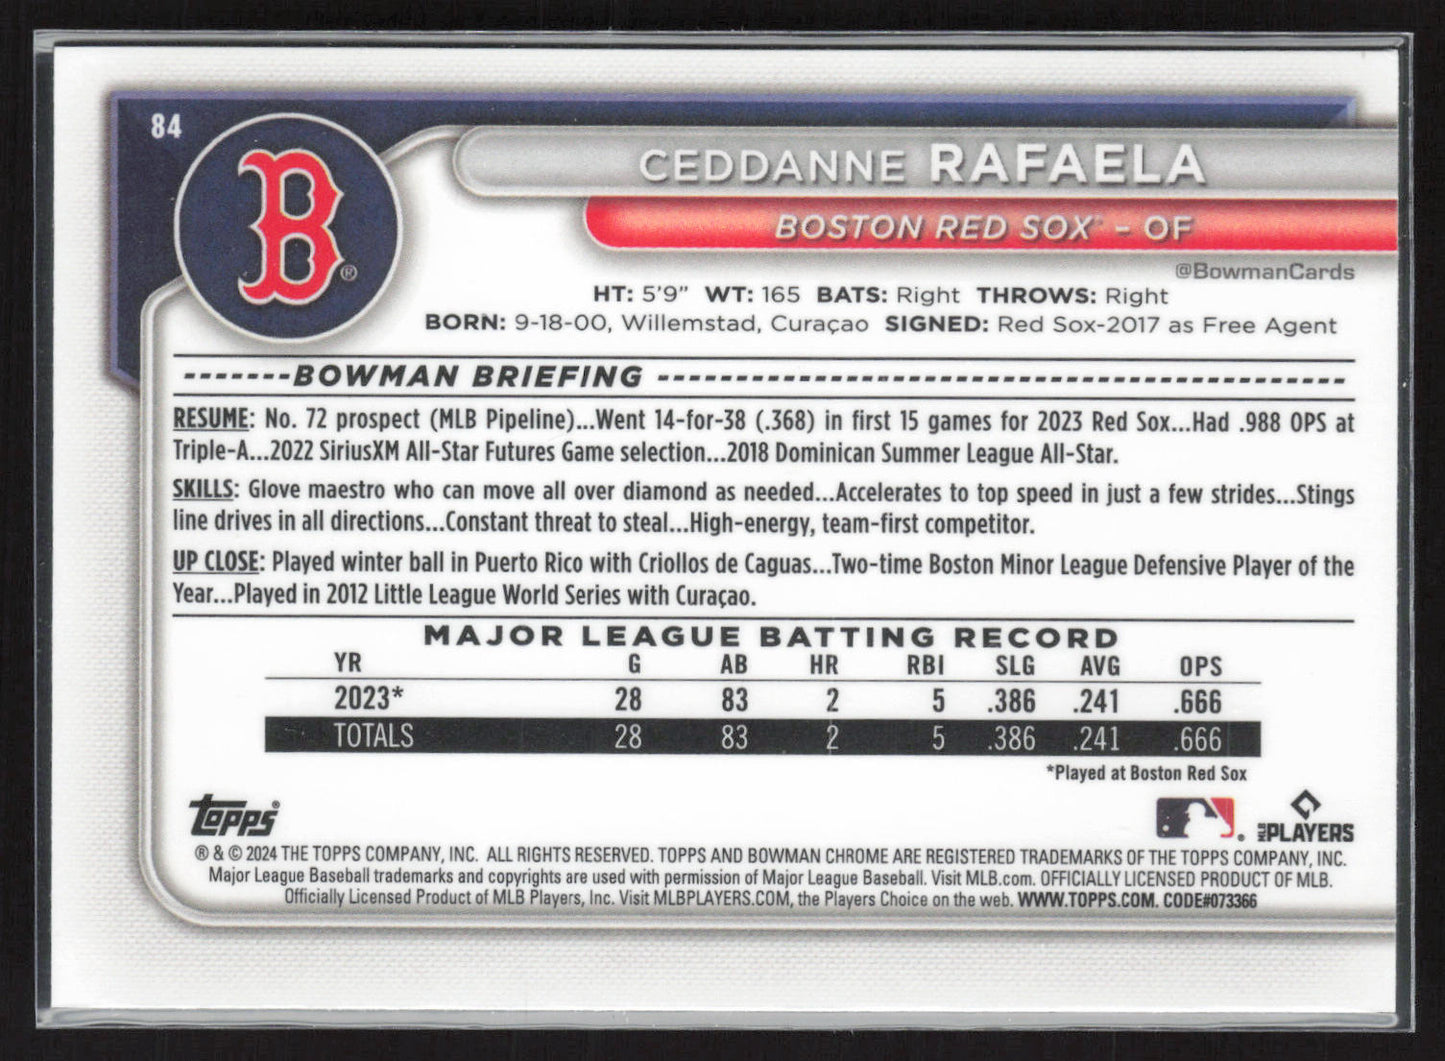 84
B ®
CEDDANNE RAFAELA
BOSTON RED SOX - OF
@BowmanCards
HT: 5'9" WT: 165 BATS: Right THROWS: Right
BORN: 9-18-00, Willemstad, Curaçao SIGNED: Red Sox-2017 as Free Agent
-------BOWMAN BRIEFING --------------------------------------------
RESUME: No. 72 prospect (MLB Pipeline)...Went 14-for-38 (.368) in first 15 games for 2023 Red Sox...Had .988 OPS at
Triple-A...2022 SiriusXM All-Star Futures Game selection...2018 Dominican Summer League All-Star.
SKILLS: Glove maestro who can move all over diamond as needed...Accelerates to top speed in just a few strides...Stings
line drives in all directions...Constant threat to steal...High-energy, team-first competitor.
UP CLOSE: Played winter ball in Puerto Rico with Criollos de Caguas...Two-time Boston Minor League Defensive Player of the
Year...Played in 2012 Little League World Series with Curaçao.
MAJOR LEAGUE BATTING RECORD
YR G AB HR RBI SLG AVG OPS
2023* 28 83 2 5 .386 .241 .666
TOTALS 28 83 2 5 .386 .241 .666
*Played at Boston Red Sox
Topps®
MLB PLAYERS
® & © 2024 THE TOPPS COMPANY, INC. ALL RIGHTS RESERVED. TOPPS AND BOWMAN CHROME ARE REGISTERED TRADEMARKS OF THE TOPPS COMPANY, INC.
Major League Baseball trademarks and copyrights are used with permission of Major League Baseball. Visit MLB.com. OFFICIALLY LICENSED PRODUCT OF MLB.
Officially Licensed Product of MLB Players, Inc. Visit MLBPLAYERS.COM, the Players Choice on the web. WWW.TOPPS.COM. CODE#073366